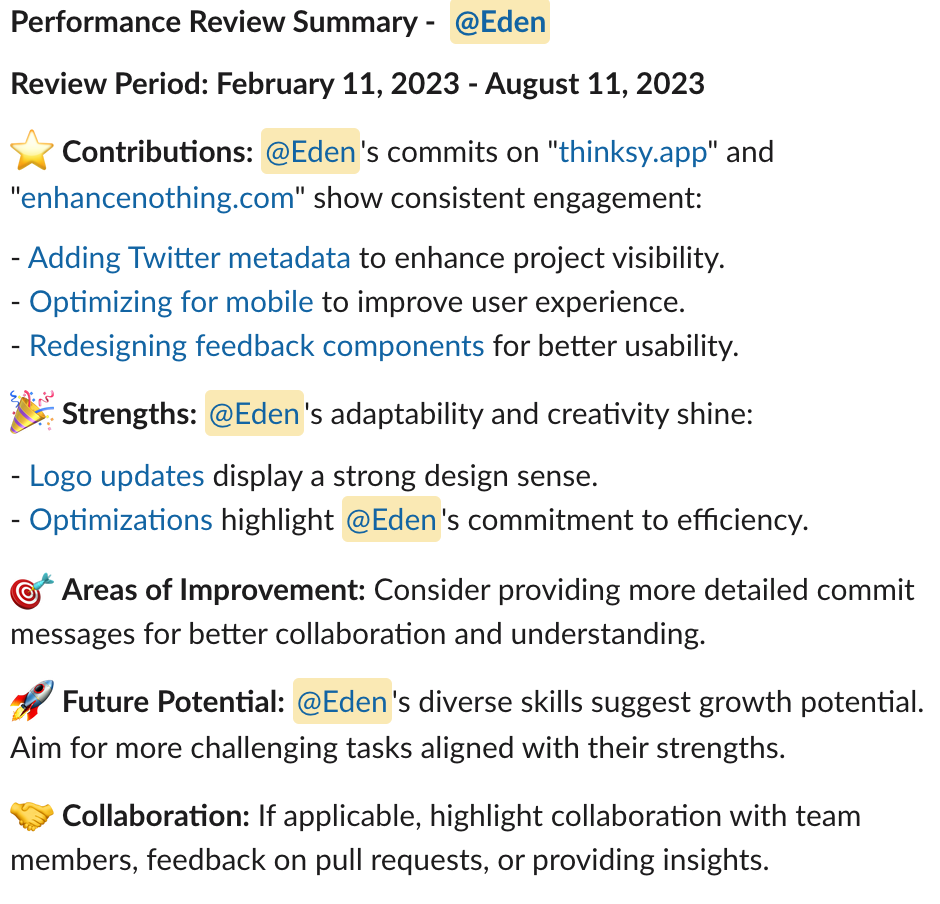 Performance Review Summary - @Eden
Review Period: February 11, 2023 - August 11, 2023
Contributions: @Eden's commits on "thinksy.app" and
"enhancenothing.com" show consistent engagement:
- Adding Twitter metadata to enhance project visibility.
- Optimizing for mobile to improve user experience.
- Redesigning feedback components for better usability.
Strengths: @Eden's adaptability and creativity shine:
- Logo updates display a strong design sense.
- Optimizations highlight @Eden's commitment to efficiency.
Areas of Improvement: Consider providing more detailed commit
messages for better collaboration and understanding.
Future Potential: @Eden's diverse skills suggest growth potential.
Aim for more challenging tasks aligned with their strengths.
Collaboration: If applicable, highlight collaboration with team
members, feedback on pull requests, or providing insights.